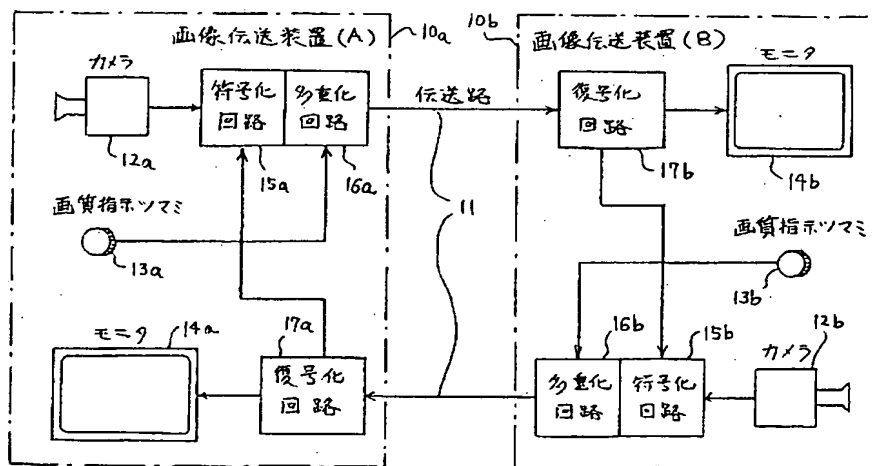 画像伝送装置(A)
10a
10b
画像伝送装置(B)
カメラ
12a
符号化
回路
15a
多重化
回路
16a
伝送路
11
復号化
回路
17b
モニタ
14b
画質指示ツマミ
13a
画質指示ツマミ
13b
モニタ
14a
17a
復号化
回路
16b
多重化
回路
15b
符号化
回路
カメラ
12b